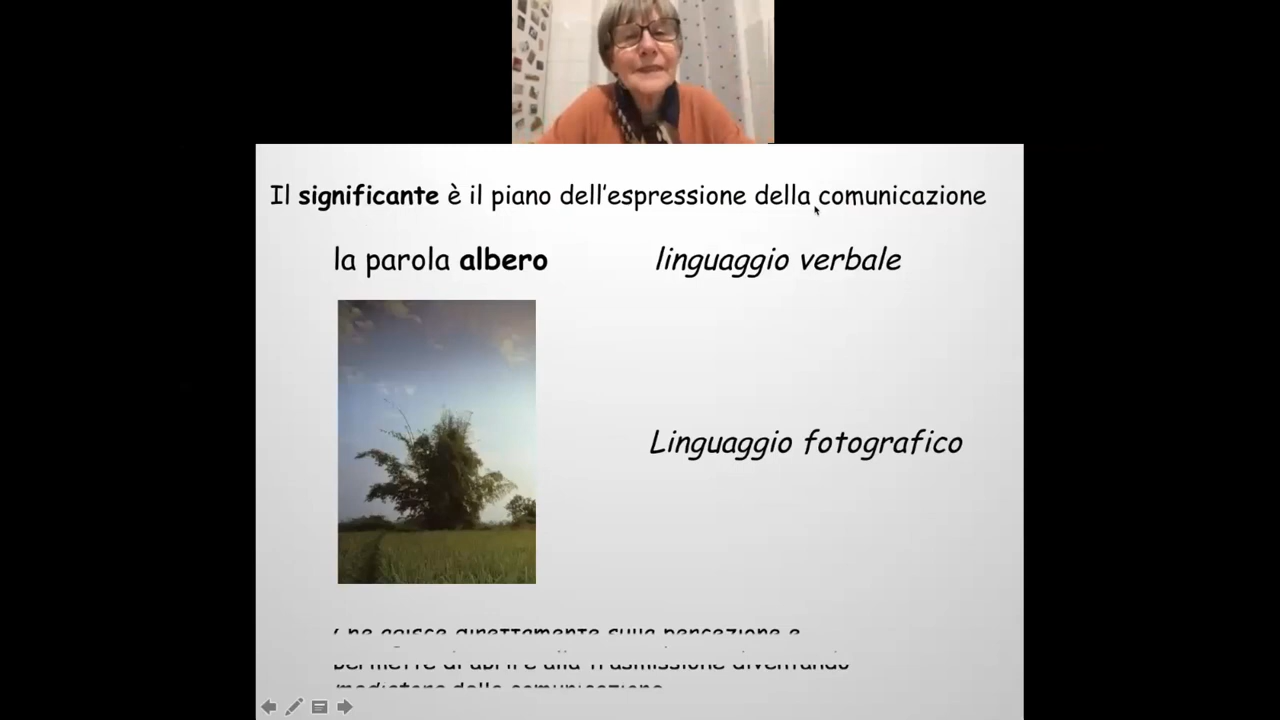 Il significante è il piano dell'espressione della comunicazione
la parola albero
linguaggio verbale
Linguaggio fotografico
che agisce direttamente sulla percezione e
permette di aprire alla trasmissione diventando
mediatore della comunicazione